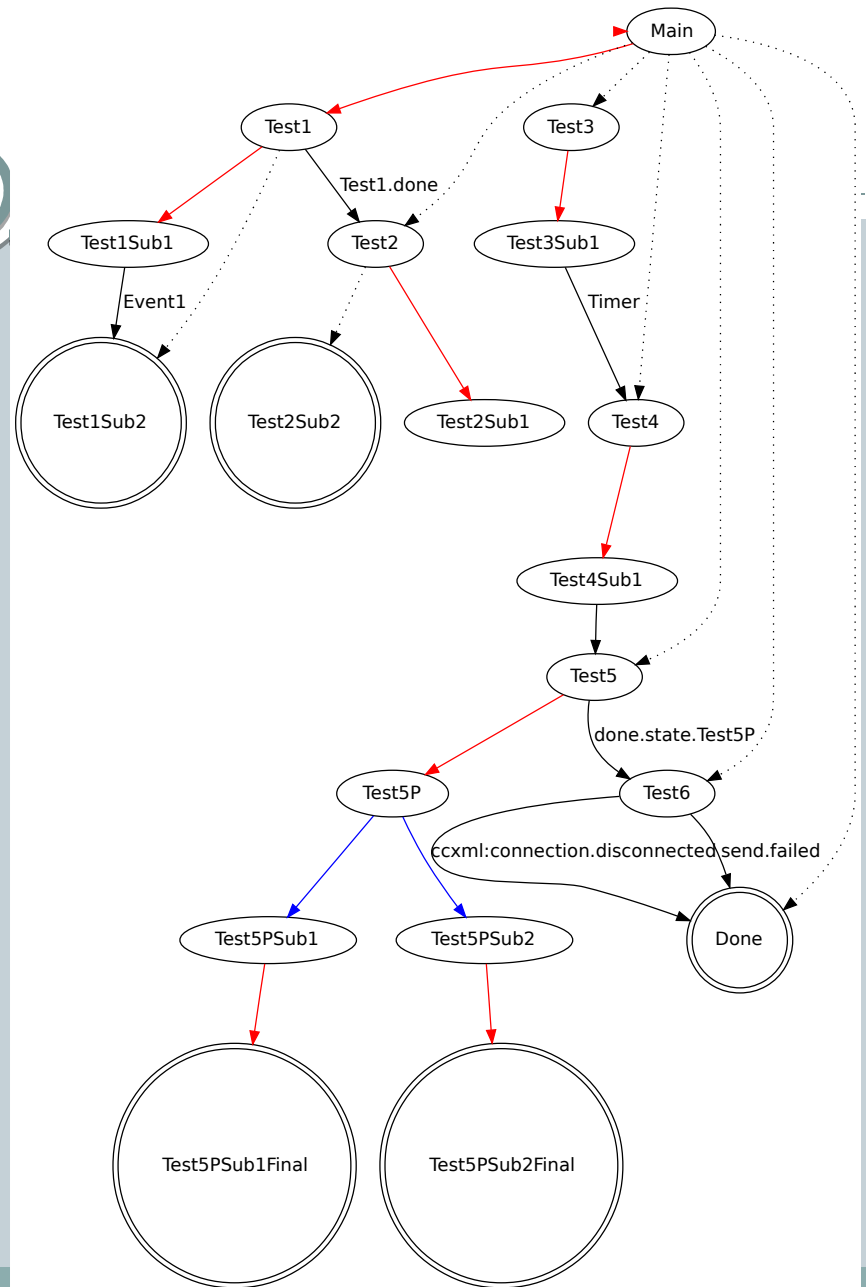 Main
Test1
Test3
Test1.done
Test1Sub1
Test2
Test3Sub1
Event1
Timer
Test1Sub2
Test2Sub2
Test2Sub1
Test4
Test4Sub1
Test5
done.state.Test5P
Test5P
Test6
ccxml:connection.disconnected
send.failed
Test5PSub1
Test5PSub2
Done
Test5PSub1Final
Test5PSub2Final